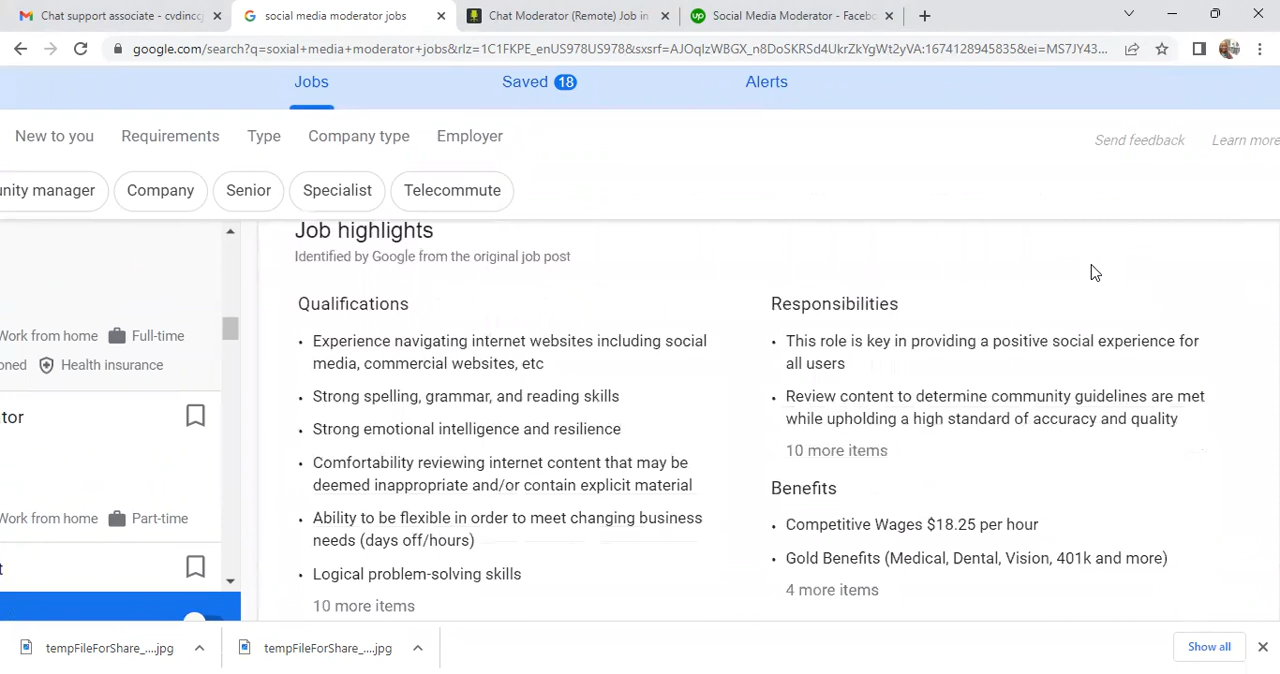 Chat support associate - cvdincc
social media moderator jobs
Chat Moderator (Remote) Job in
Social Media Moderator - Faceb
google.com/search?q=soxial+media+moderator+jobs&rlz=1C1FKPE_enUS978US978&sxsrf=AJOqlzWBGX_n8DoSKRSd4UkrZkYgWt2yVA:1674128945835&ei=MS7JY43...
Jobs
Saved 18
Alerts
New to you
Requirements
Type
Company type
Employer
Send feedback
Learn more
unity manager
Company
Senior
Specialist
Telecommute
Work from home
Full-time
oned
Health insurance
tor
Work from home
Part-time
t
Job highlights
Identified by Google from the original job post
Qualifications
Experience navigating internet websites including social
media, commercial websites, etc
Strong spelling, grammar, and reading skills
Strong emotional intelligence and resilience
Comfortability reviewing internet content that may be
deemed inappropriate and/or contain explicit material
Ability to be flexible in order to meet changing business
needs (days off/hours)
Logical problem-solving skills
10 more items
Responsibilities
This role is key in providing a positive social experience for
all users
Review content to determine community guidelines are met
while upholding a high standard of accuracy and quality
10 more items
Benefits
Competitive Wages $18.25 per hour
Gold Benefits (Medical, Dental, Vision, 401k and more)
4 more items
tempFileForShare_....jpg
tempFileForShare_....jpg
Show all